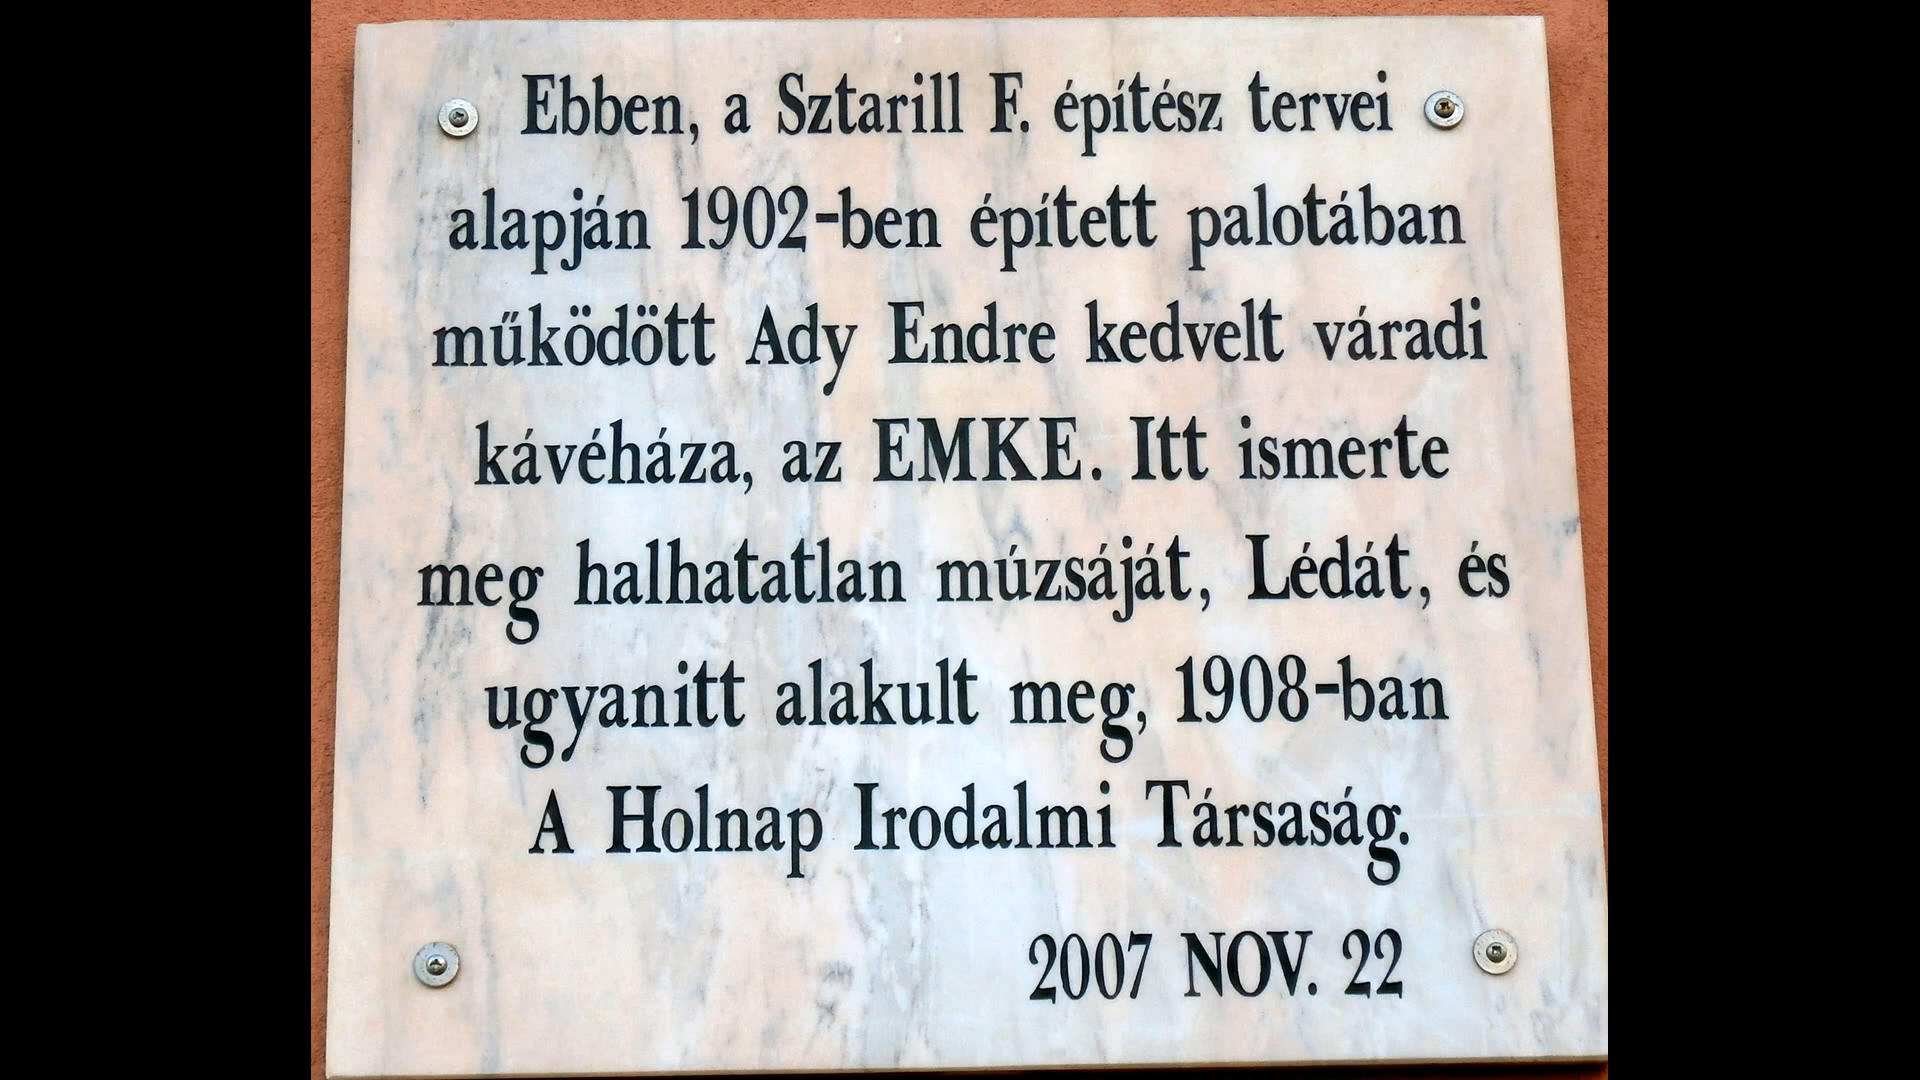 Ebben, a Sztarill F. építész tervei
alapján 1902-ben épített palotában
működött Ady Endre kedvelt váradi
kávéháza, az EMKE. Itt ismerte
meg halhatatlan múzsáját, Lédát, és
ugyanitt alakult meg, 1908-ban
A Holnap Irodalmi Társaság.
2007 NOV. 22